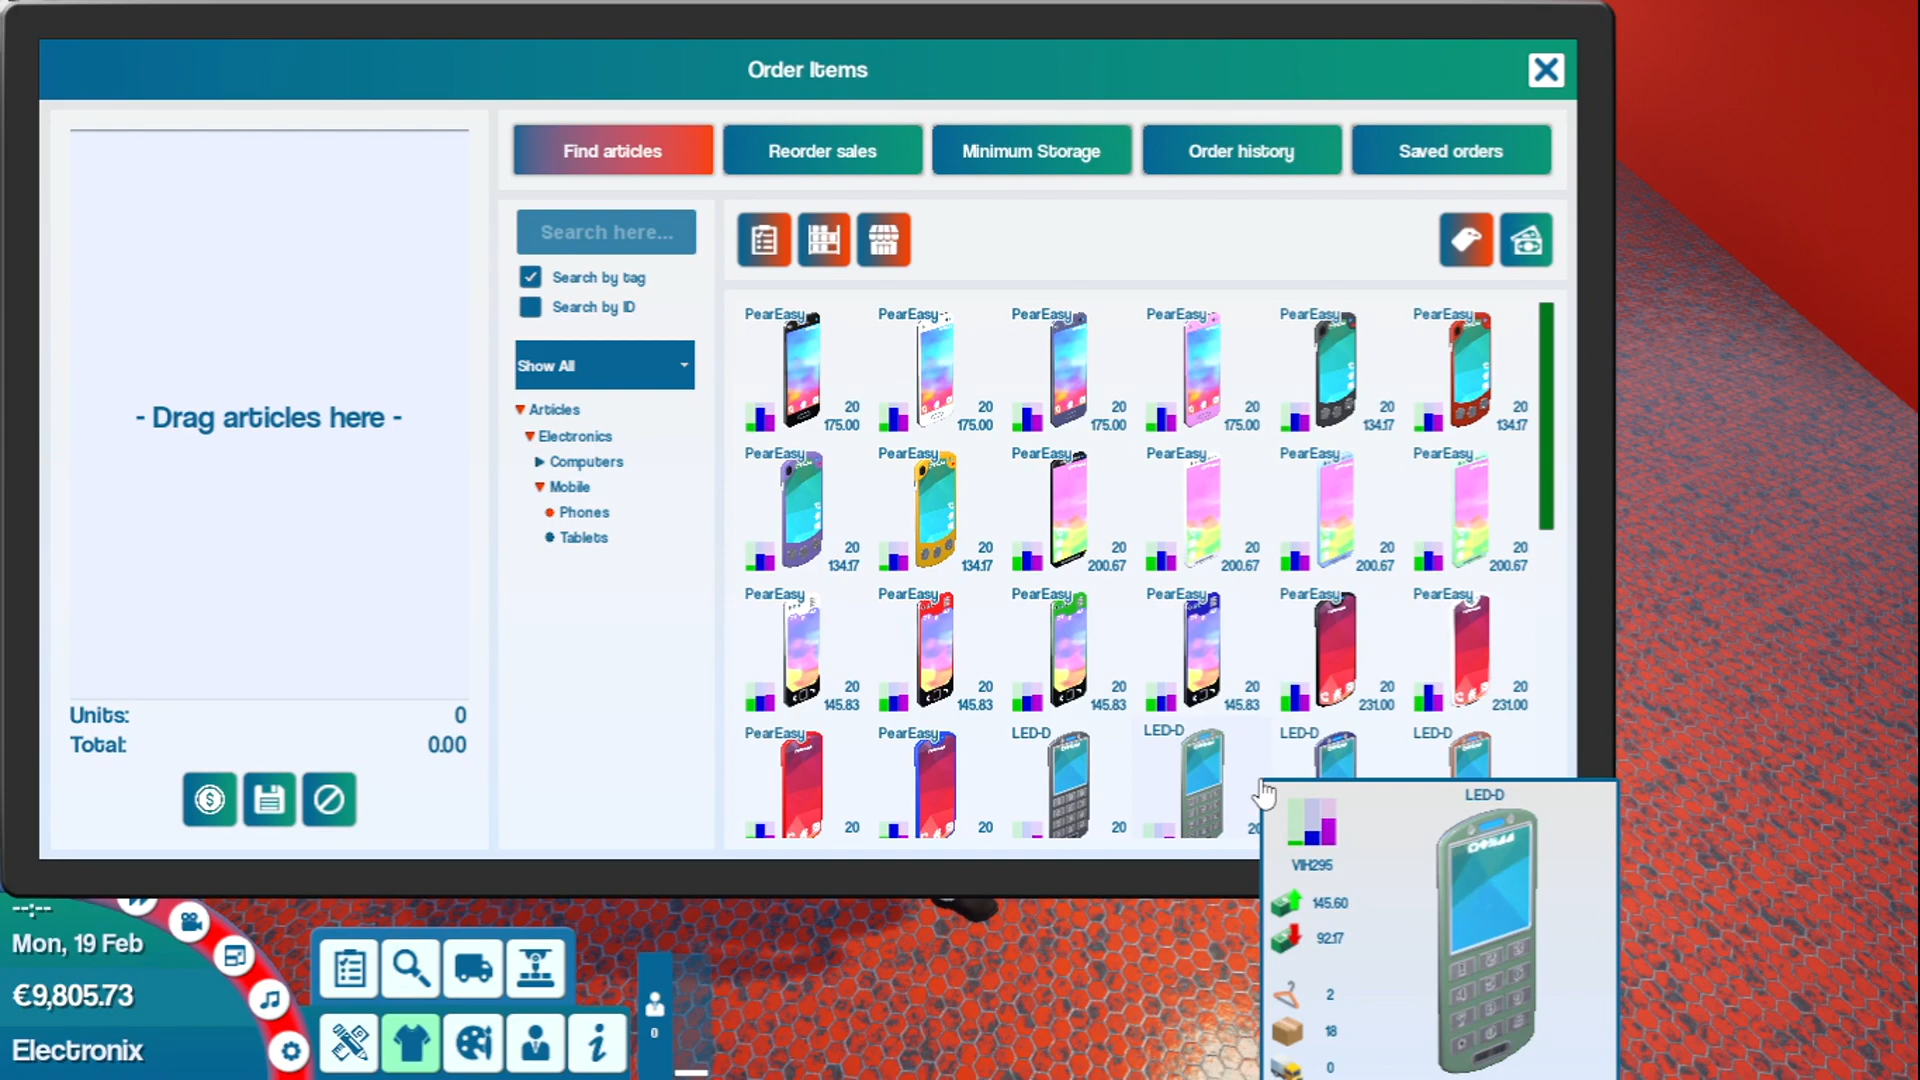 Order Items
Find articles
Reorder sales
Minimum Storage
Order history
Saved orders
Search here...
Search by tag
Search by ID
Show All
Articles
Electronics
Computers
Mobile
Phones
Tablets
- Drag articles here -
Units: 0
Total: 0.00
PearEasy PearEasy PearEasy PearEasy PearEasy PearEasy
20 20 20 20 20 20
175.00 175.00 175.00 175.00 134.17 134.17
PearEasy PearEasy PearEasy PearEasy PearEasy PearEasy
20 20 20 20 20 20
134.17 134.17 200.67 200.67 200.67 200.67
PearEasy PearEasy PearEasy PearEasy PearEasy PearEasy
20 20 20 20 20 20
145.83 145.83 145.83 145.83 231.00 231.00
PearEasy PearEasy LED-D LED-D LED-D LED-D
20 20 20
LED-D
VIH295
145.60
92.17
2
18
0
--:--
Mon, 19 Feb
€9,805.73
Electronix
0